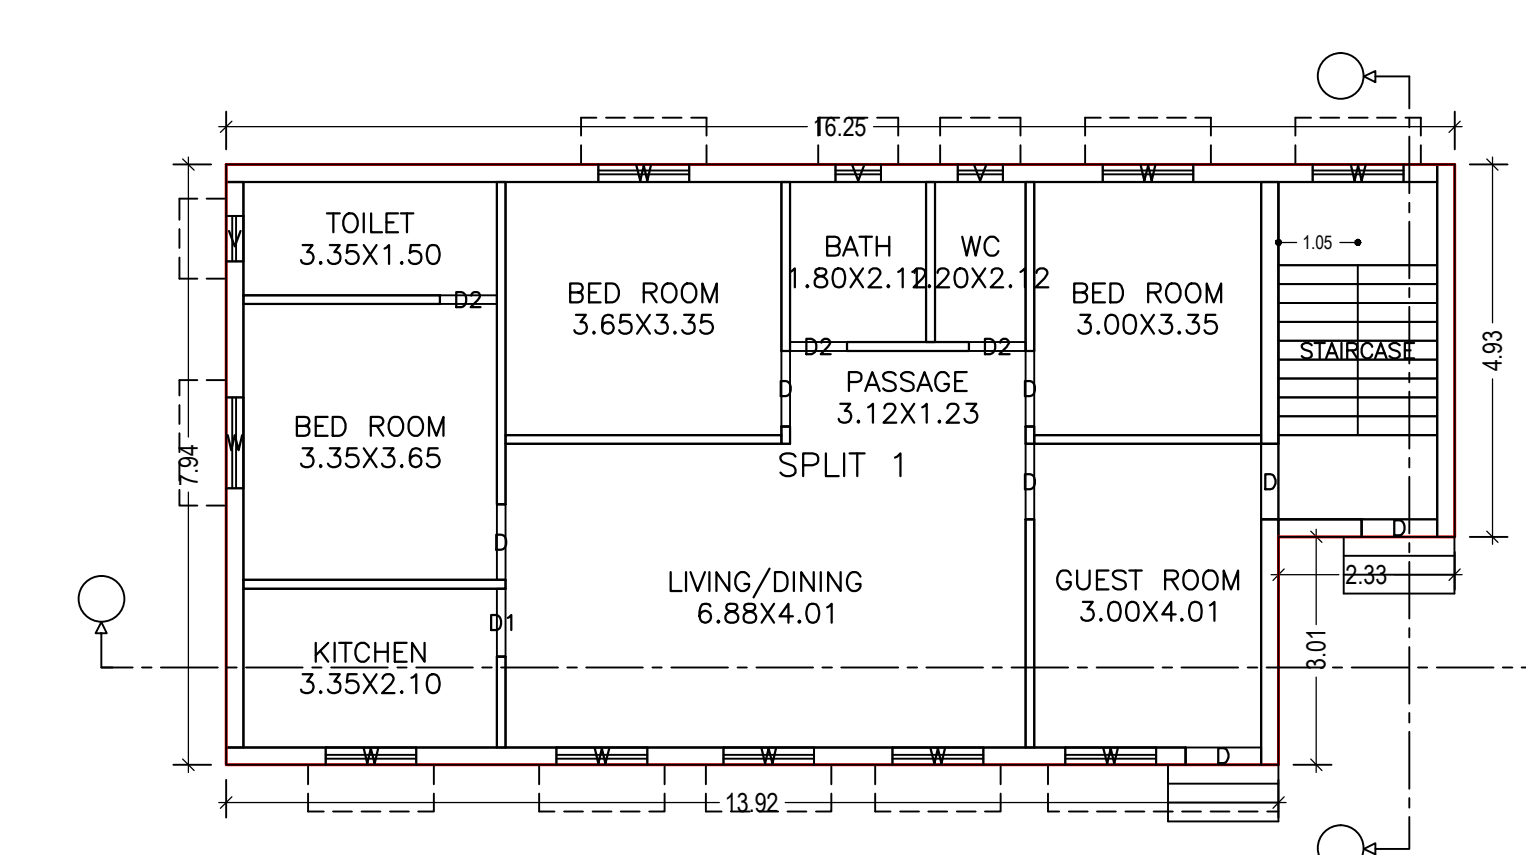 16.25
W
V
V
W
W
TOILET
3.35X1.50
V
D2
BED ROOM
3.65X3.35
BATH
1.80X2.12
WC
1.20X2.12
D2
D2
BED ROOM
3.00X3.35
1.05
STAIRCASE
4.93
PASSAGE
3.12X1.23
D
D
BED ROOM
3.35X3.65
W
7.94
SPLIT 1
D
D
D
D
2.33
LIVING/DINING
6.88X4.01
GUEST ROOM
3.00X4.01
D1
3.01
KITCHEN
3.35X2.10
W
W
W
W
W
D
13.92